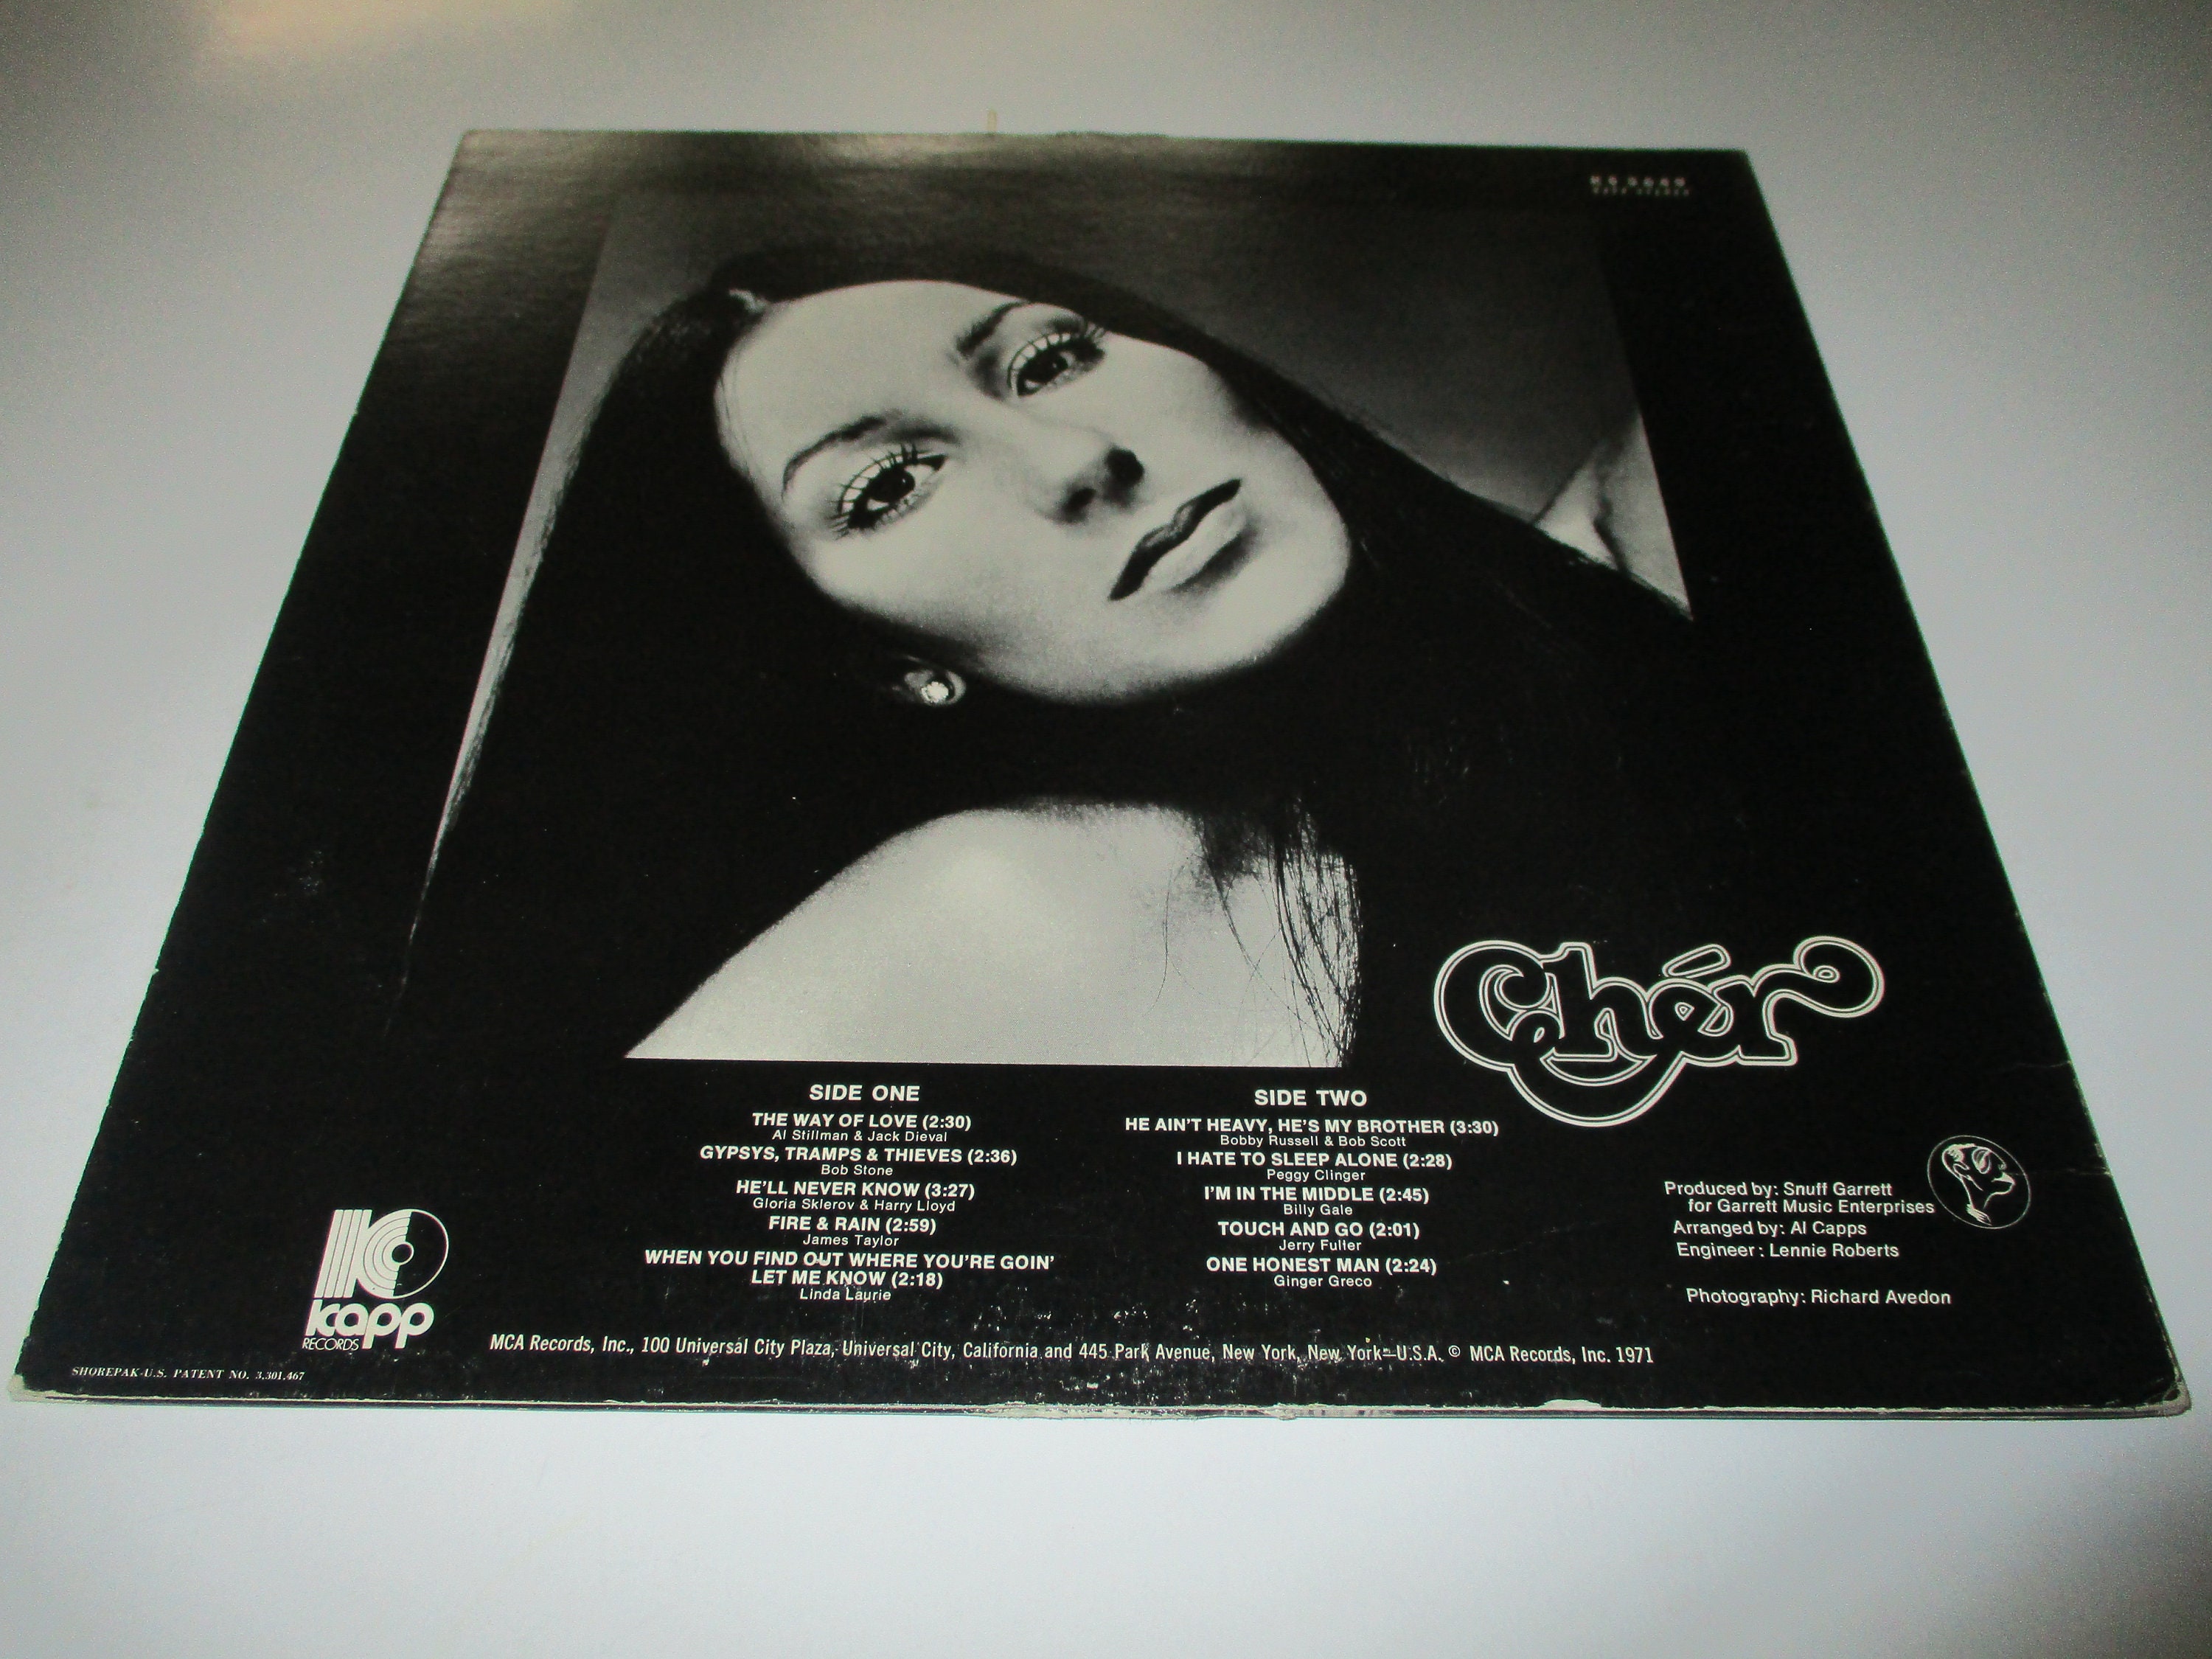 Chér
SIDE ONE
THE WAY OF LOVE (2:30)
Al Stillman & Jack Dieval
GYPSYS, TRAMPS & THIEVES (2:36)
Bob Stone
HE'LL NEVER KNOW (3:27)
Gloria Sklerov & Harry Lloyd
FIRE & RAIN (2:59)
James Taylor
WHEN YOU FIND OUT WHERE YOU'RE GOIN'
LET ME KNOW (2:18)
Linda Laurie
SIDE TWO
HE AIN'T HEAVY, HE'S MY BROTHER (3:30)
Bobby Russell & Bob Scott
I HATE TO SLEEP ALONE (2:28)
Peggy Clinger
I'M IN THE MIDDLE (2:45)
Billy Gale
TOUCH AND GO (2:01)
Jerry Fuller
ONE HONEST MAN (2:24)
Ginger Greco
Produced by: Snuff Garrett
for Garrett Music Enterprises
Arranged by: Al Capps
Engineer: Lennie Roberts
Photography: Richard Avedon
kapp
RECORDS
MCA Records, Inc., 100 Universal City Plaza, Universal City, California and 445 Park Avenue, New York, New York—U.S.A. © MCA Records, Inc. 1971
SHOREPAK-U.S. PATENT NO. 3,301,467